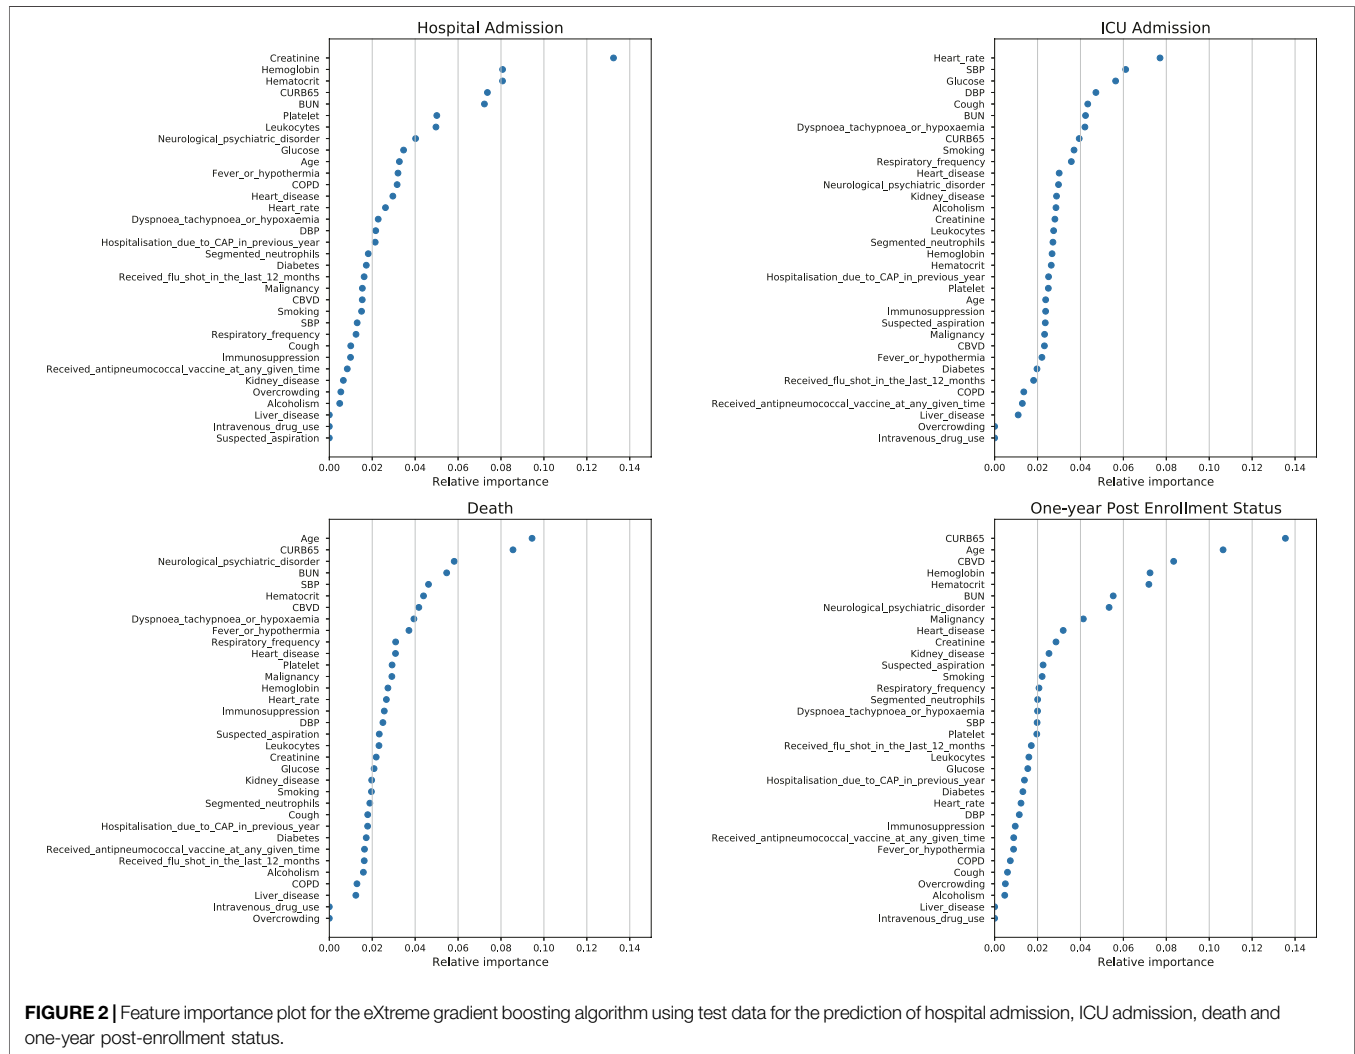 Hospital Admission
Creatinine
Hemoglobin
Hematocrit
CURB65
BUN
Platelet
Leukocytes
Neurological_psychiatric_disorder
Glucose
Age
Fever_or_hypothermia
COPD
Heart_disease
Heart_rate
Dyspnoea_tachypnoea_or_hypoxaemia
DBP
Hospitalisation_due_to_CAP_in_previous_year
Segmented_neutrophils
Diabetes
Received_flu_shot_in_the_last_12_months
Malignancy
CBVD
Smoking
SBP
Respiratory_frequency
Cough
Immunosuppression
Received_antipneumococcal_vaccine_at_any_given_time
Kidney_disease
Overcrowding
Alcoholism
Liver_disease
Intravenous_drug_use
Suspected_aspiration
0.00 0.02 0.04 0.06 0.08 0.10 0.12 0.14
Relative importance
ICU Admission
Heart_rate
SBP
Glucose
DBP
Cough
BUN
Dyspnoea_tachypnoea_or_hypoxaemia
CURB65
Smoking
Respiratory_frequency
Heart_disease
Neurological_psychiatric_disorder
Kidney_disease
Alcoholism
Creatinine
Leukocytes
Segmented_neutrophils
Hemoglobin
Hematocrit
Hospitalisation_due_to_CAP_in_previous_year
Platelet
Age
Immunosuppression
Suspected_aspiration
Malignancy
CBVD
Fever_or_hypothermia
Diabetes
Received_flu_shot_in_the_last_12_months
COPD
Received_antipneumococcal_vaccine_at_any_given_time
Liver_disease
Overcrowding
Intravenous_drug_use
0.00 0.02 0.04 0.06 0.08 0.10 0.12 0.14
Relative importance
Death
Age
CURB65
Neurological_psychiatric_disorder
BUN
SBP
Hematocrit
CBVD
Dyspnoea_tachypnoea_or_hypoxaemia
Fever_or_hypothermia
Respiratory_frequency
Heart_disease
Platelet
Malignancy
Hemoglobin
Heart_rate
Immunosuppression
DBP
Suspected_aspiration
Leukocytes
Creatinine
Glucose
Kidney_disease
Smoking
Segmented_neutrophils
Cough
Hospitalisation_due_to_CAP_in_previous_year
Diabetes
Received_antipneumococcal_vaccine_at_any_given_time
Received_flu_shot_in_the_last_12_months
Alcoholism
COPD
Liver_disease
Intravenous_drug_use
Overcrowding
0.00 0.02 0.04 0.06 0.08 0.10 0.12 0.14
Relative importance
One-year Post Enrollment Status
CURB65
Age
CBVD
Hemoglobin
Hematocrit
BUN
Neurological_psychiatric_disorder
Malignancy
Heart_disease
Creatinine
Kidney_disease
Suspected_aspiration
Smoking
Respiratory_frequency
Segmented_neutrophils
Dyspnoea_tachypnoea_or_hypoxaemia
SBP
Platelet
Received_flu_shot_in_the_last_12_months
Leukocytes
Glucose
Hospitalisation_due_to_CAP_in_previous_year
Diabetes
Heart_rate
DBP
Immunosuppression
Received_antipneumococcal_vaccine_at_any_given_time
Fever_or_hypothermia
COPD
Cough
Overcrowding
Alcoholism
Liver_disease
Intravenous_drug_use
0.00 0.02 0.04 0.06 0.08 0.10 0.12 0.14
Relative importance
FIGURE 2 | Feature importance plot for the eXtreme gradient boosting algorithm using test data for the prediction of hospital admission, ICU admission, death and
one-year post-enrollment status.